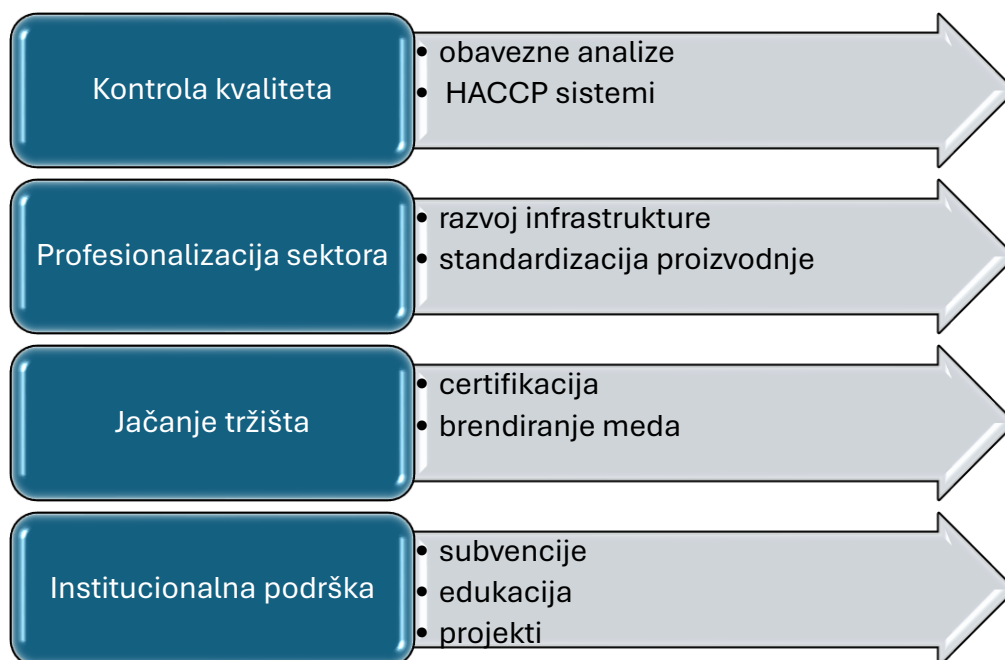 Kontrola kvaliteta
• obavezne analize
• HACCP sistemi
Profesionalizacija sektora
• razvoj infrastrukture
• standardizacija proizvodnje
Jačanje tržišta
• certifikacija
• brendiranje meda
Institucionalna podrška
• subvencije
• edukacija
• projekti